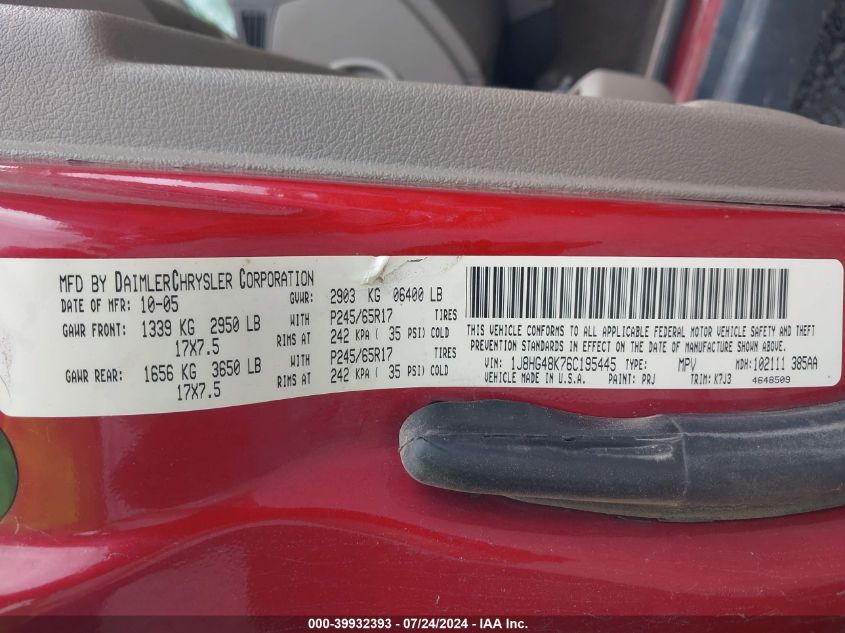 MFD BY DAIMLERCHRYSLER CORPORATION
DATE OF MFR: 10-05 GVWR: 2903 KG 06400 LB
GAWR FRONT: 1339 KG 2950 LB WITH P245/65R17 TIRES
17X7.5 RIMS AT 242 KPA ( 35 PSI) COLD
GAWR REAR: 1656 KG 3650 LB WITH P245/65R17 TIRES
17X7.5 RIMS AT 242 KPA ( 35 PSI) COLD
THIS VEHICLE CONFORMS TO ALL APPLICABLE FEDERAL MOTOR VEHICLE SAFETY AND THEFT
PREVENTION STANDARDS IN EFFECT ON THE DATE OF MANUFACTURE SHOWN ABOVE.
VIN: 1J8HG48K76C195445 TYPE: MPV MDH: 102111 385AA
VEHICLE MADE IN U.S.A. PAINT: PRJ TRIM: K7J3 4648509
000-39932393 - 07/24/2024 - IAA Inc.